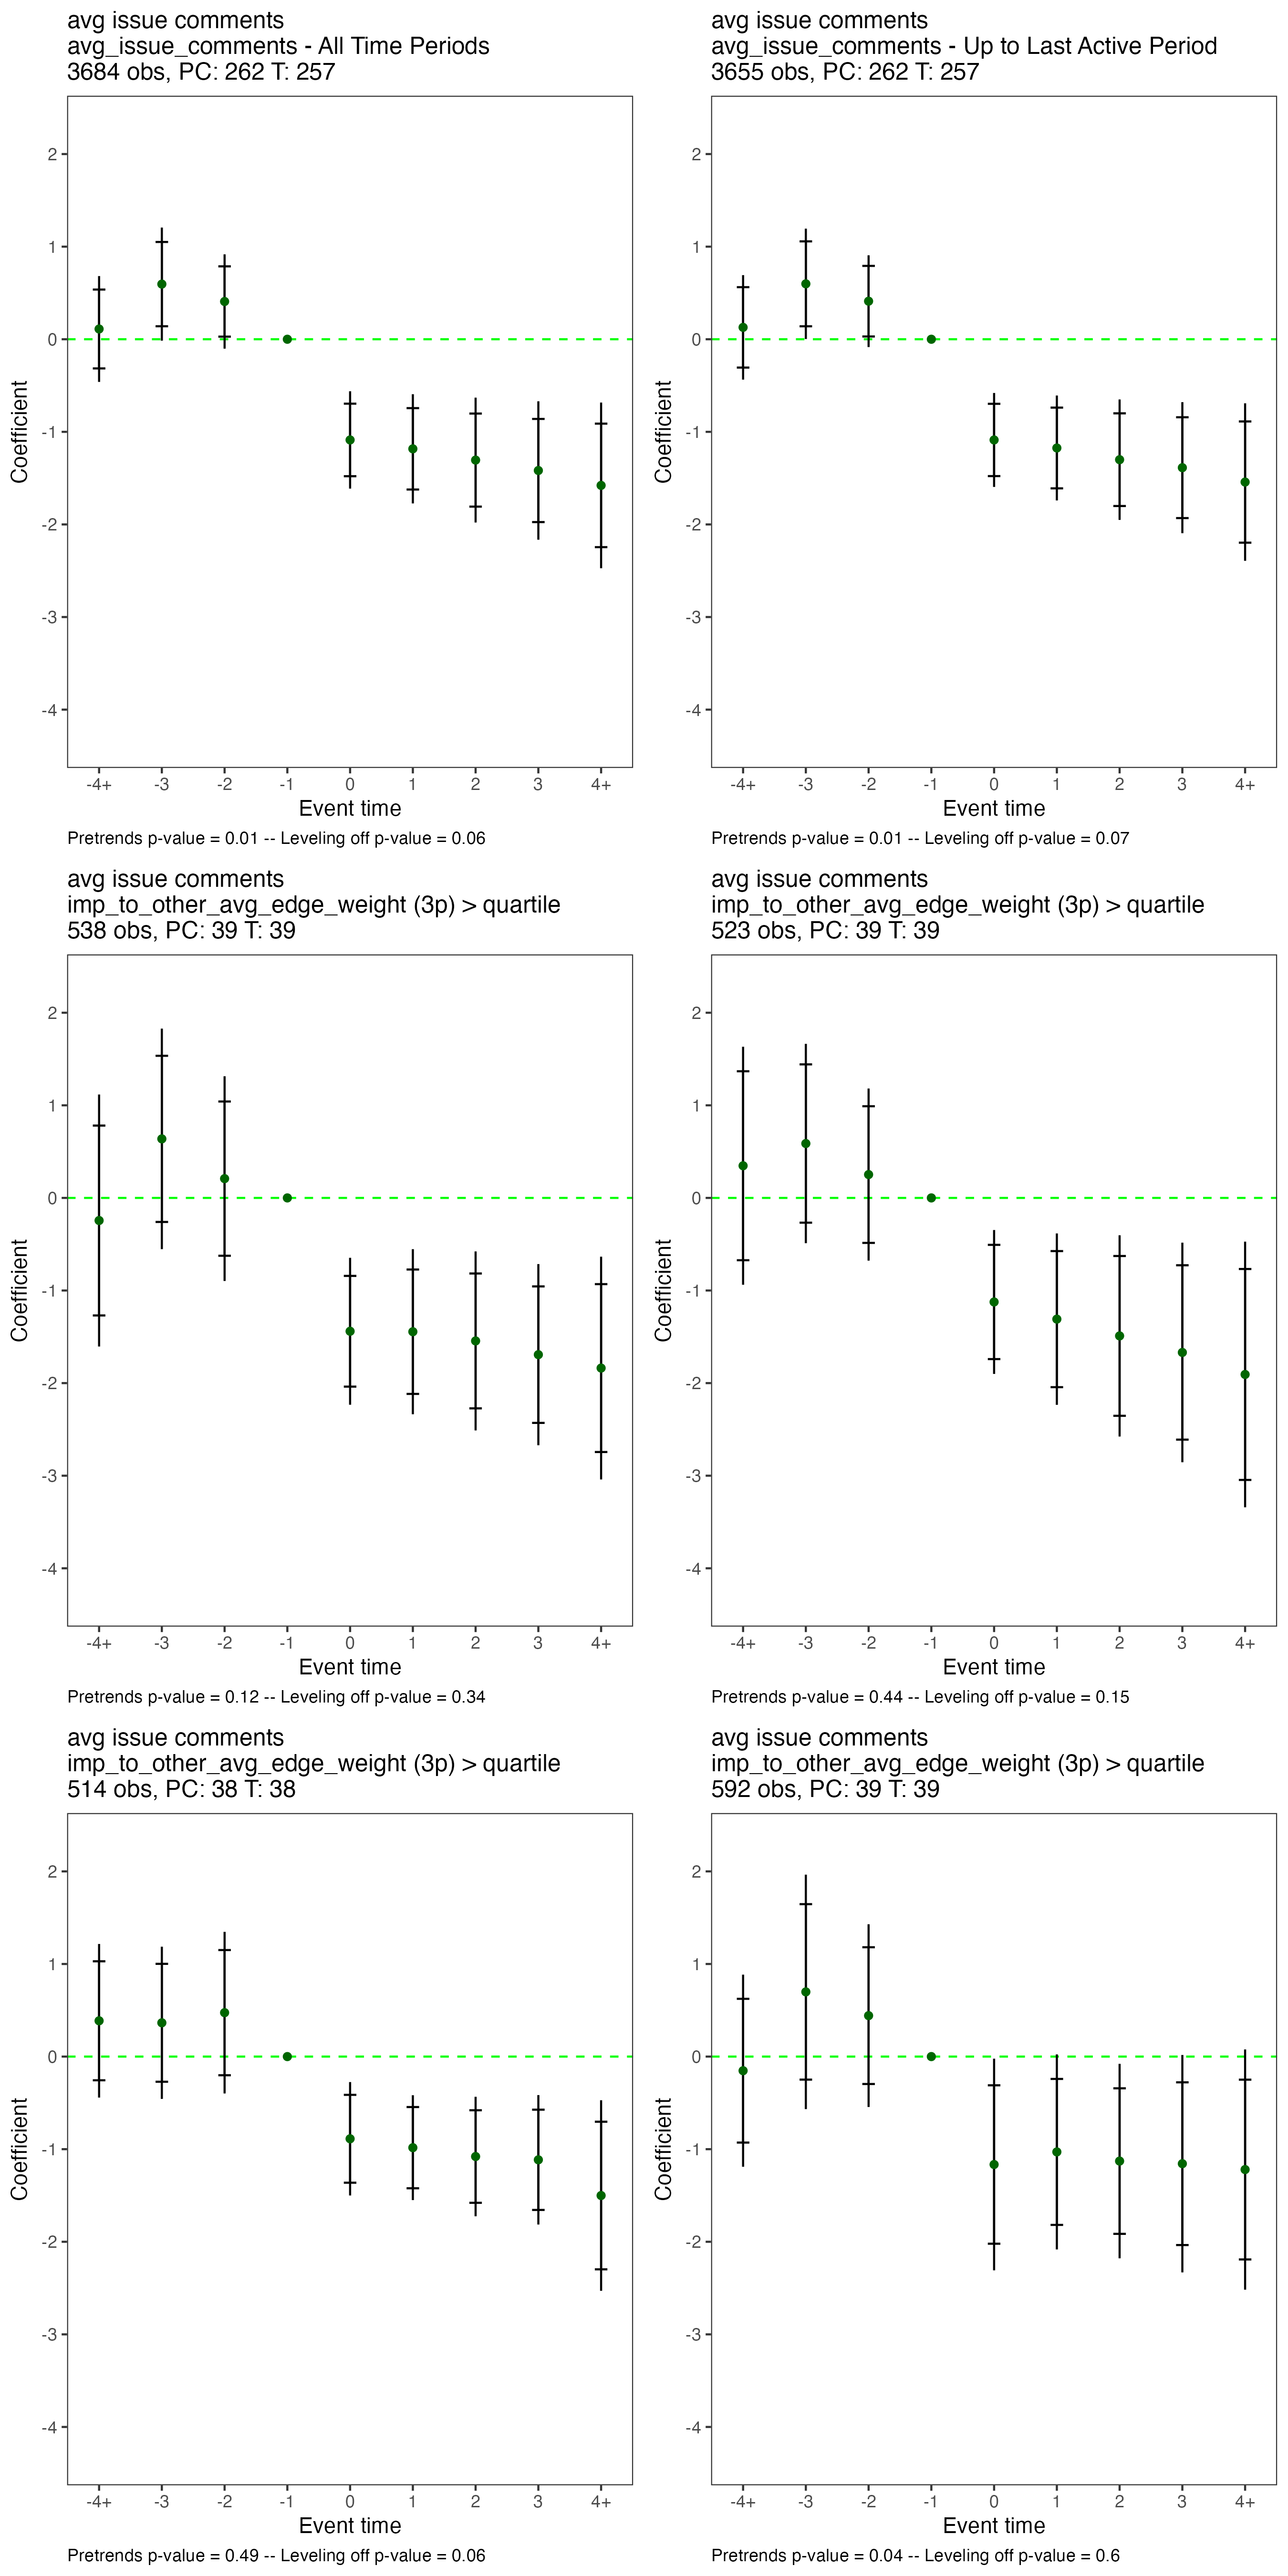 avg issue comments
avg_issue_comments - All Time Periods
3684 obs, PC: 262 T: 257
2
1
0
-1
-2
-3
-4
Coefficient
-4+ -3 -2 -1 0 1 2 3 4+
Event time
Pretrends p-value = 0.01 -- Leveling off p-value = 0.06
avg issue comments
avg_issue_comments - Up to Last Active Period
3655 obs, PC: 262 T: 257
2
1
0
-1
-2
-3
-4
Coefficient
-4+ -3 -2 -1 0 1 2 3 4+
Event time
Pretrends p-value = 0.01 -- Leveling off p-value = 0.07
avg issue comments
imp_to_other_avg_edge_weight (3p) > quartile
538 obs, PC: 39 T: 39
2
1
0
-1
-2
-3
-4
Coefficient
-4+ -3 -2 -1 0 1 2 3 4+
Event time
Pretrends p-value = 0.12 -- Leveling off p-value = 0.34
avg issue comments
imp_to_other_avg_edge_weight (3p) > quartile
523 obs, PC: 39 T: 39
2
1
0
-1
-2
-3
-4
Coefficient
-4+ -3 -2 -1 0 1 2 3 4+
Event time
Pretrends p-value = 0.44 -- Leveling off p-value = 0.15
avg issue comments
imp_to_other_avg_edge_weight (3p) > quartile
514 obs, PC: 38 T: 38
2
1
0
-1
-2
-3
-4
Coefficient
-4+ -3 -2 -1 0 1 2 3 4+
Event time
Pretrends p-value = 0.49 -- Leveling off p-value = 0.06
avg issue comments
imp_to_other_avg_edge_weight (3p) > quartile
592 obs, PC: 39 T: 39
2
1
0
-1
-2
-3
-4
Coefficient
-4+ -3 -2 -1 0 1 2 3 4+
Event time
Pretrends p-value = 0.04 -- Leveling off p-value = 0.6